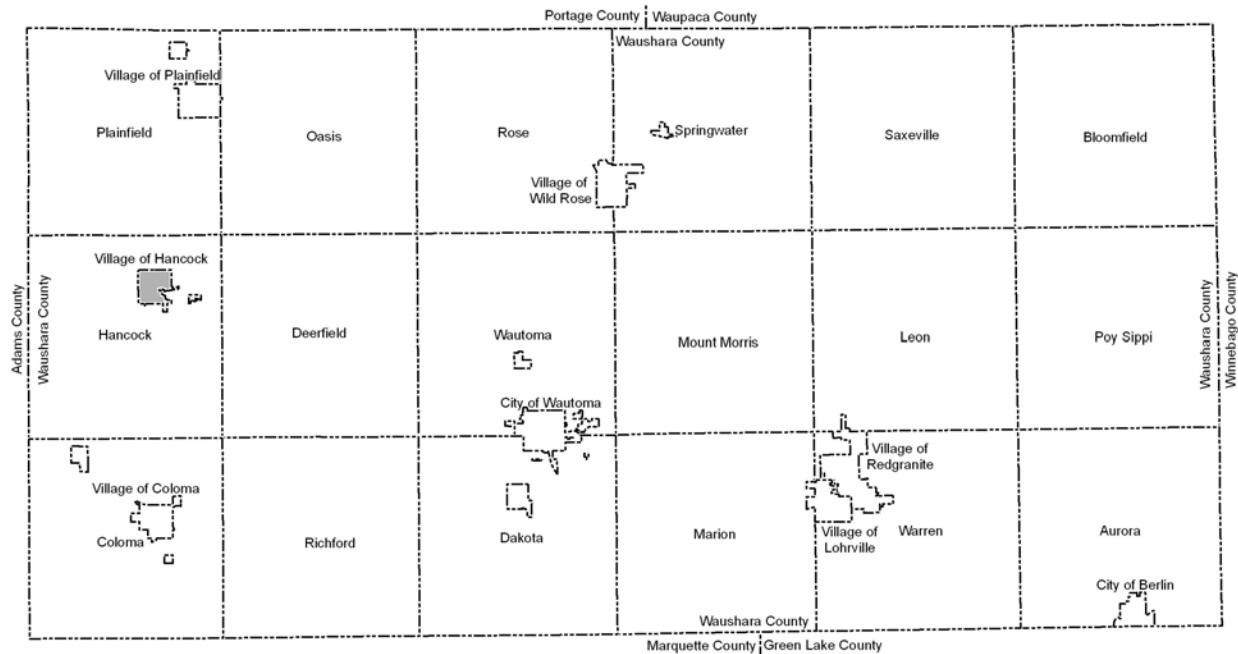 Portage County
Waupaca County
Waushara County
Village of Plainfield
Plainfield
Oasis
Rose
Springwater
Saxeville
Bloomfield
Village of
Wild Rose
Village of Hancock
Adams County
Waushara County
Hancock
Deerfield
Wautoma
Mount Morris
Leon
Poy Sippi
Waushara County
Winnebago County
City of Wautoma
Village of
Redgranite
Village of Coloma
Coloma
Richford
Dakota
Marion
Village of
Lohrville
Warren
Aurora
City of Berlin
Waushara County
Marquette County
Green Lake County